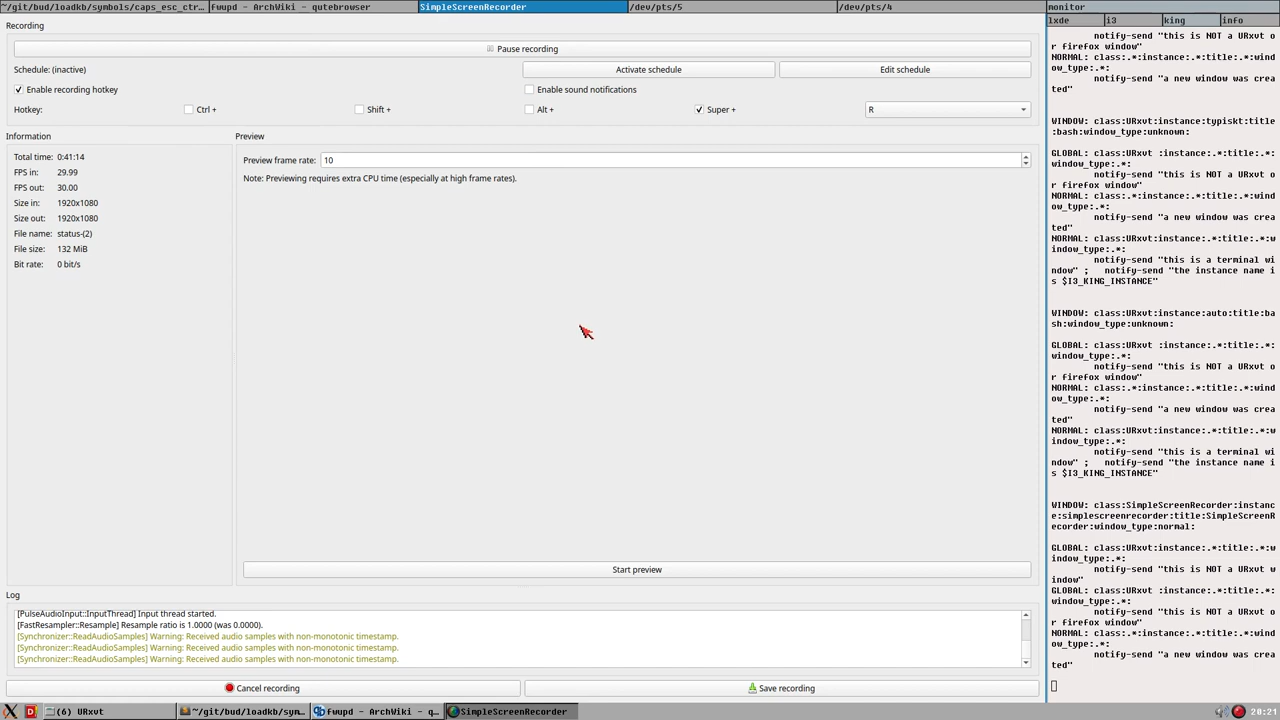 ~/git/bud/loadkb/symbols/caps_esc_ctr... fwupd - ArchWiki - qutebrowser SimpleScreenRecorder /dev/pts/5 /dev/pts/4 monitor
lxde i3 king info
Recording
Pause recording
Schedule: (inactive) Activate schedule Edit schedule
Enable recording hotkey Enable sound notifications
Hotkey: Ctrl + Shift + Alt + Super + R
Information
Total time: 0:41:14
FPS in: 29.99
FPS out: 30.00
Size in: 1920x1080
Size out: 1920x1080
File name: status-(2)
File size: 132 MiB
Bit rate: 0 bit/s
Preview
Preview frame rate: 10
Note: Previewing requires extra CPU time (especially at high frame rates).
Start preview
Log
[PulseAudioInput::InputThread] Input thread started.
[FastResampler::Resample] Resample ratio is 1.0000 (was 0.0000).
[Synchronizer::ReadAudioSamples] Warning: Received audio samples with non-monotonic timestamp.
[Synchronizer::ReadAudioSamples] Warning: Received audio samples with non-monotonic timestamp.
[Synchronizer::ReadAudioSamples] Warning: Received audio samples with non-monotonic timestamp.
Cancel recording Save recording
notify-send "this is NOT a URxvt o
r firefox window"
NORMAL: class:.*:instance:.*:title:.*:window
_type:.*:
notify-send "a new window was crea
ted"
WINDOW: class:URxvt:instance:typiskt:title
:bash:window_type:unknown:
GLOBAL: class:URxvt :instance:.*:title:.*:
window_type:.*:
notify-send "this is NOT a URxvt o
r firefox window"
NORMAL: class:.*:instance:.*:title:.*:wind
ow_type:.*:
notify-send "a new window was crea
ted"
NORMAL: class:URxvt:instance:.*:title:.*:w
indow_type:.*:
notify-send "this is a terminal wi
ndow" ; notify-send "the instance name i
s $I3_KING_INSTANCE"
WINDOW: class:URxvt:instance:auto:title:ba
sh:window_type:unknown:
GLOBAL: class:URxvt :instance:.*:title:.*:
window_type:.*:
notify-send "this is NOT a URxvt o
r firefox window"
NORMAL: class:.*:instance:.*:title:.*:wind
ow_type:.*:
notify-send "a new window was crea
ted"
NORMAL: class:URxvt:instance:.*:title:.*:w
indow_type:.*:
notify-send "this is a terminal wi
ndow" ; notify-send "the instance name i
s $I3_KING_INSTANCE"
WINDOW: class:SimpleScreenRecorder:instanc
e:simplescreenrecorder:title:SimpleScreenR
ecorder:window_type:normal:
GLOBAL: class:URxvt:instance:.*:title:.*:w
indow_type:.*:
notify-send "this is NOT a URxvt w
indow"
GLOBAL: class:URxvt :instance:.*:title:.*:
window_type:.*:
notify-send "this is NOT a URxvt o
r firefox window"
NORMAL: class:.*:instance:.*:title:.*:wind
ow_type:.*:
notify-send "a new window was crea
ted"
(6) URxvt ~/git/bud/loadkb/sym... fwupd - ArchWiki - q... SimpleScreenRecorder 20:21